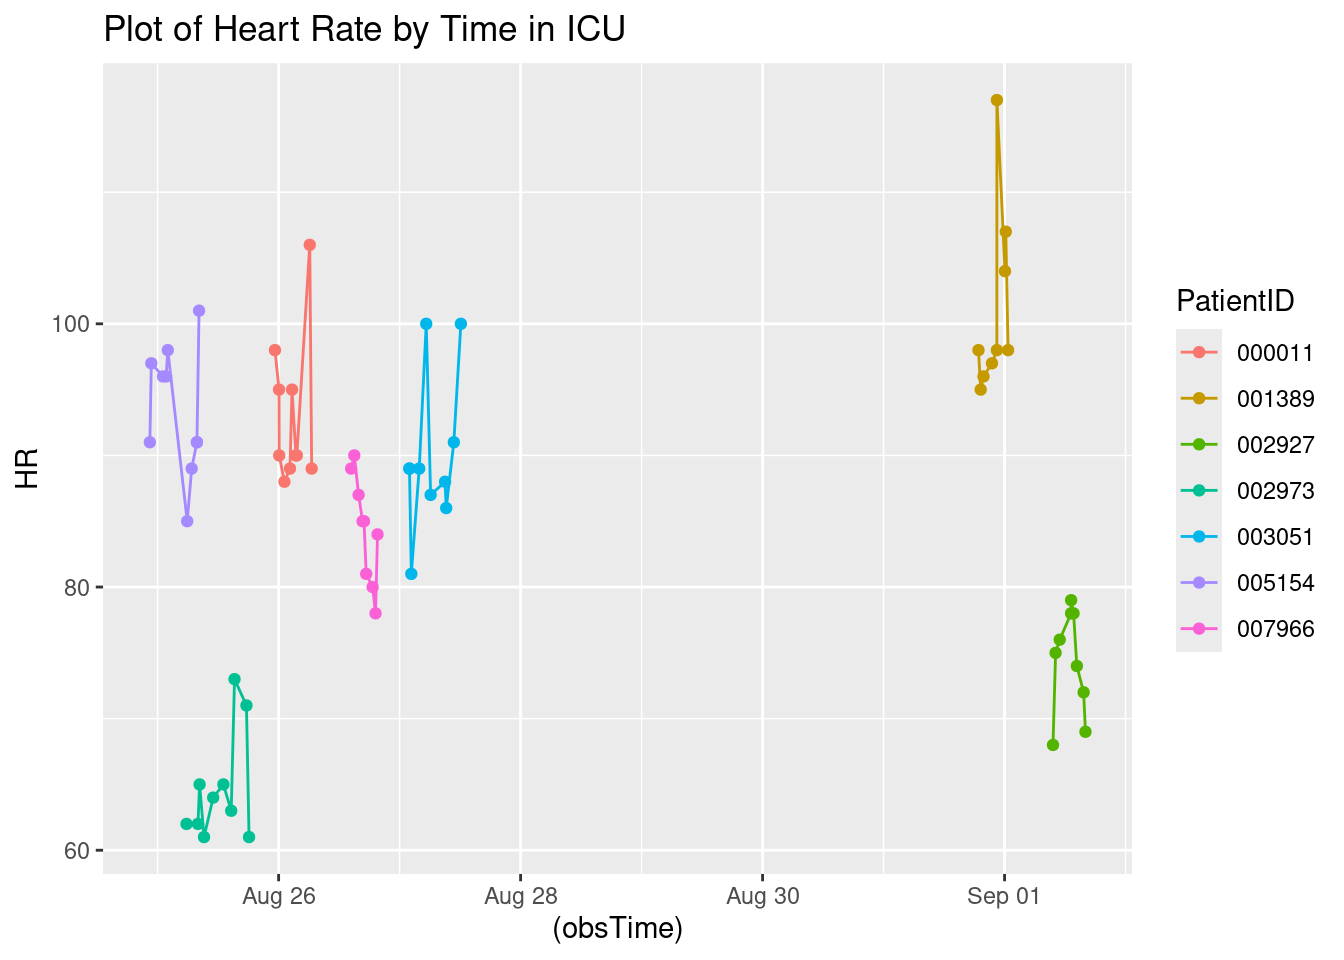 Plot of Heart Rate by Time in ICU
HR
100
80
60
Aug 26
Aug 28
Aug 30
Sep 01
(obsTime)
PatientID
000011
001389
002927
002973
003051
005154
007966